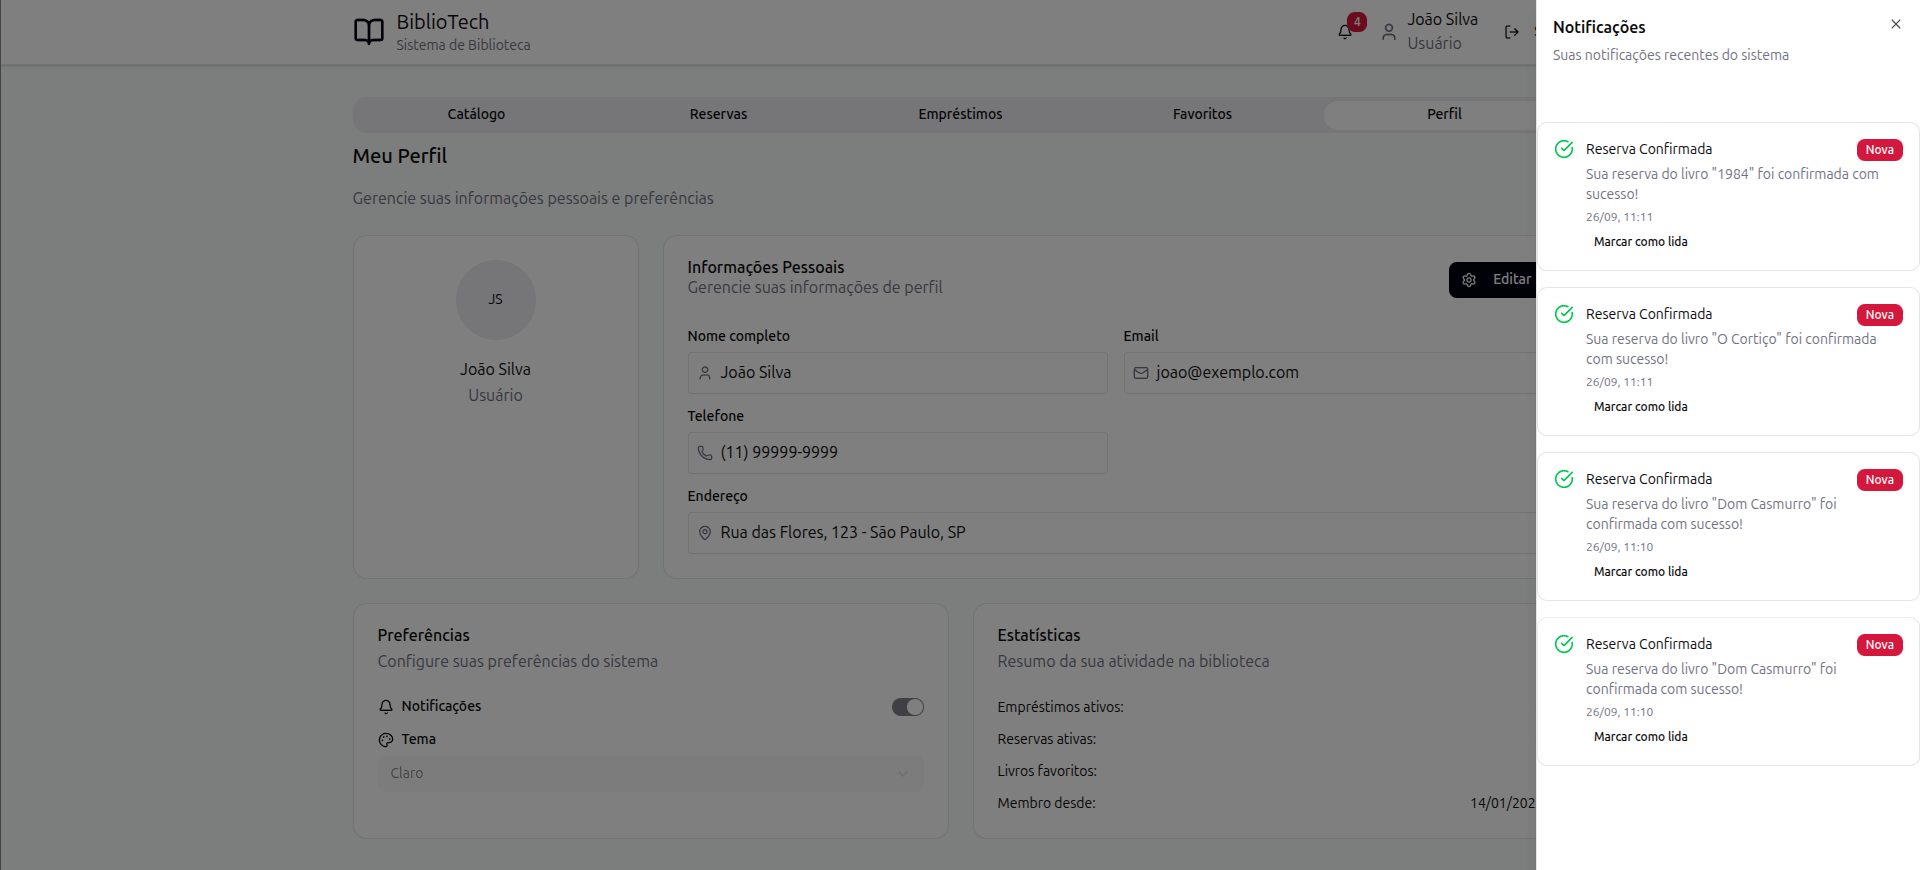 BiblioTech
Sistema de Biblioteca
4
João Silva
Usuário
Catálogo
Reservas
Empréstimos
Favoritos
Perfil
Meu Perfil
Gerencie suas informações pessoais e preferências
JS
João Silva
Usuário
Informações Pessoais
Gerencie suas informações de perfil
Editar
Nome completo
João Silva
Email
joao@exemplo.com
Telefone
(11) 99999-9999
Endereço
Rua das Flores, 123 - São Paulo, SP
Preferências
Configure suas preferências do sistema
Notificações
Tema
Claro
Estatísticas
Resumo da sua atividade na biblioteca
Empréstimos ativos:
Reservas ativas:
Livros favoritos:
Membro desde:
14/01/202
Notificações
Suas notificações recentes do sistema
Reserva Confirmada
Nova
Sua reserva do livro "1984" foi confirmada com
sucesso!
26/09, 11:11
Marcar como lida
Reserva Confirmada
Nova
Sua reserva do livro "O Cortiço" foi confirmada
com sucesso!
26/09, 11:11
Marcar como lida
Reserva Confirmada
Nova
Sua reserva do livro "Dom Casmurro" foi
confirmada com sucesso!
26/09, 11:10
Marcar como lida
Reserva Confirmada
Nova
Sua reserva do livro "Dom Casmurro" foi
confirmada com sucesso!
26/09, 11:10
Marcar como lida